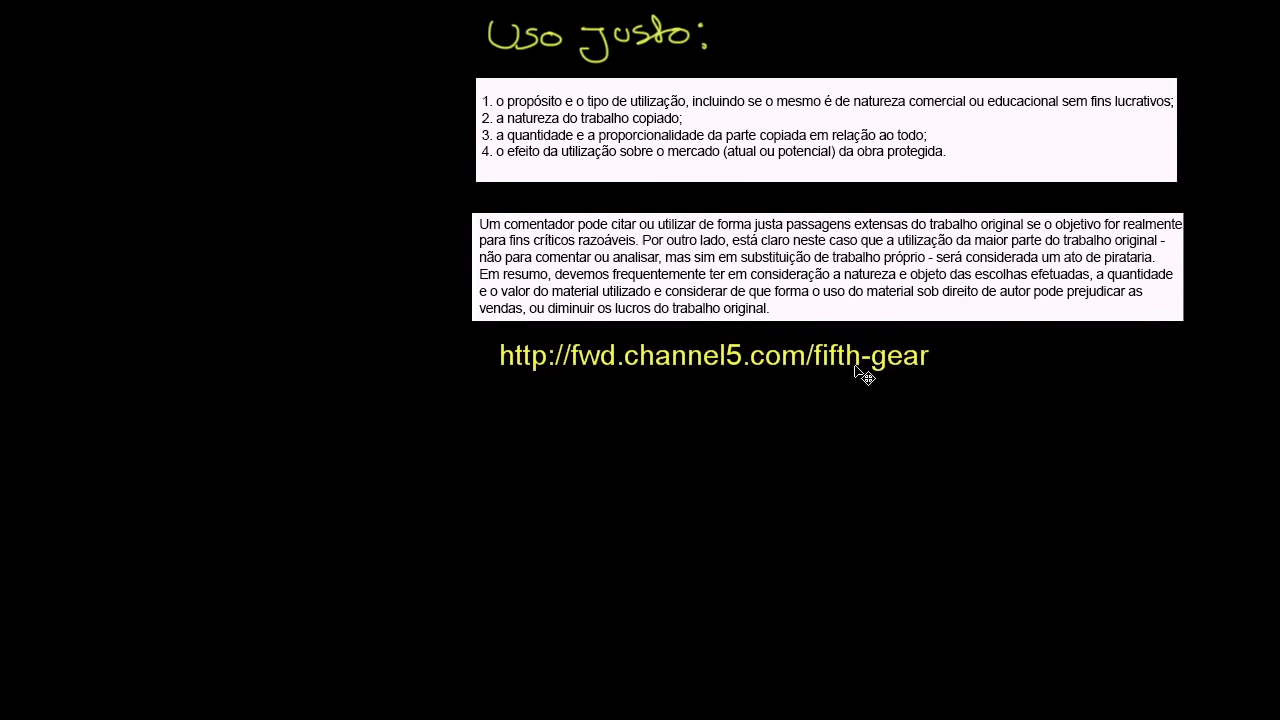 Uso justo:
1. o propósito e o tipo de utilização, incluindo se o mesmo é de natureza comercial ou educacional sem fins lucrativos;
2. a natureza do trabalho copiado;
3. a quantidade e a proporcionalidade da parte copiada em relação ao todo;
4. o efeito da utilização sobre o mercado (atual ou potencial) da obra protegida.
Um comentador pode citar ou utilizar de forma justa passagens extensas do trabalho original se o objetivo for realmente
para fins críticos razoáveis. Por outro lado, está claro neste caso que a utilização da maior parte do trabalho original -
não para comentar ou analisar, mas sim em substituição de trabalho próprio - será considerada um ato de pirataria.
Em resumo, devemos frequentemente ter em consideração a natureza e objeto das escolhas efetuadas, a quantidade
e o valor do material utilizado e considerar de que forma o uso do material sob direito de autor pode prejudicar as
vendas, ou diminuir os lucros do trabalho original.
http://fwd.channel5.com/fifth-gear